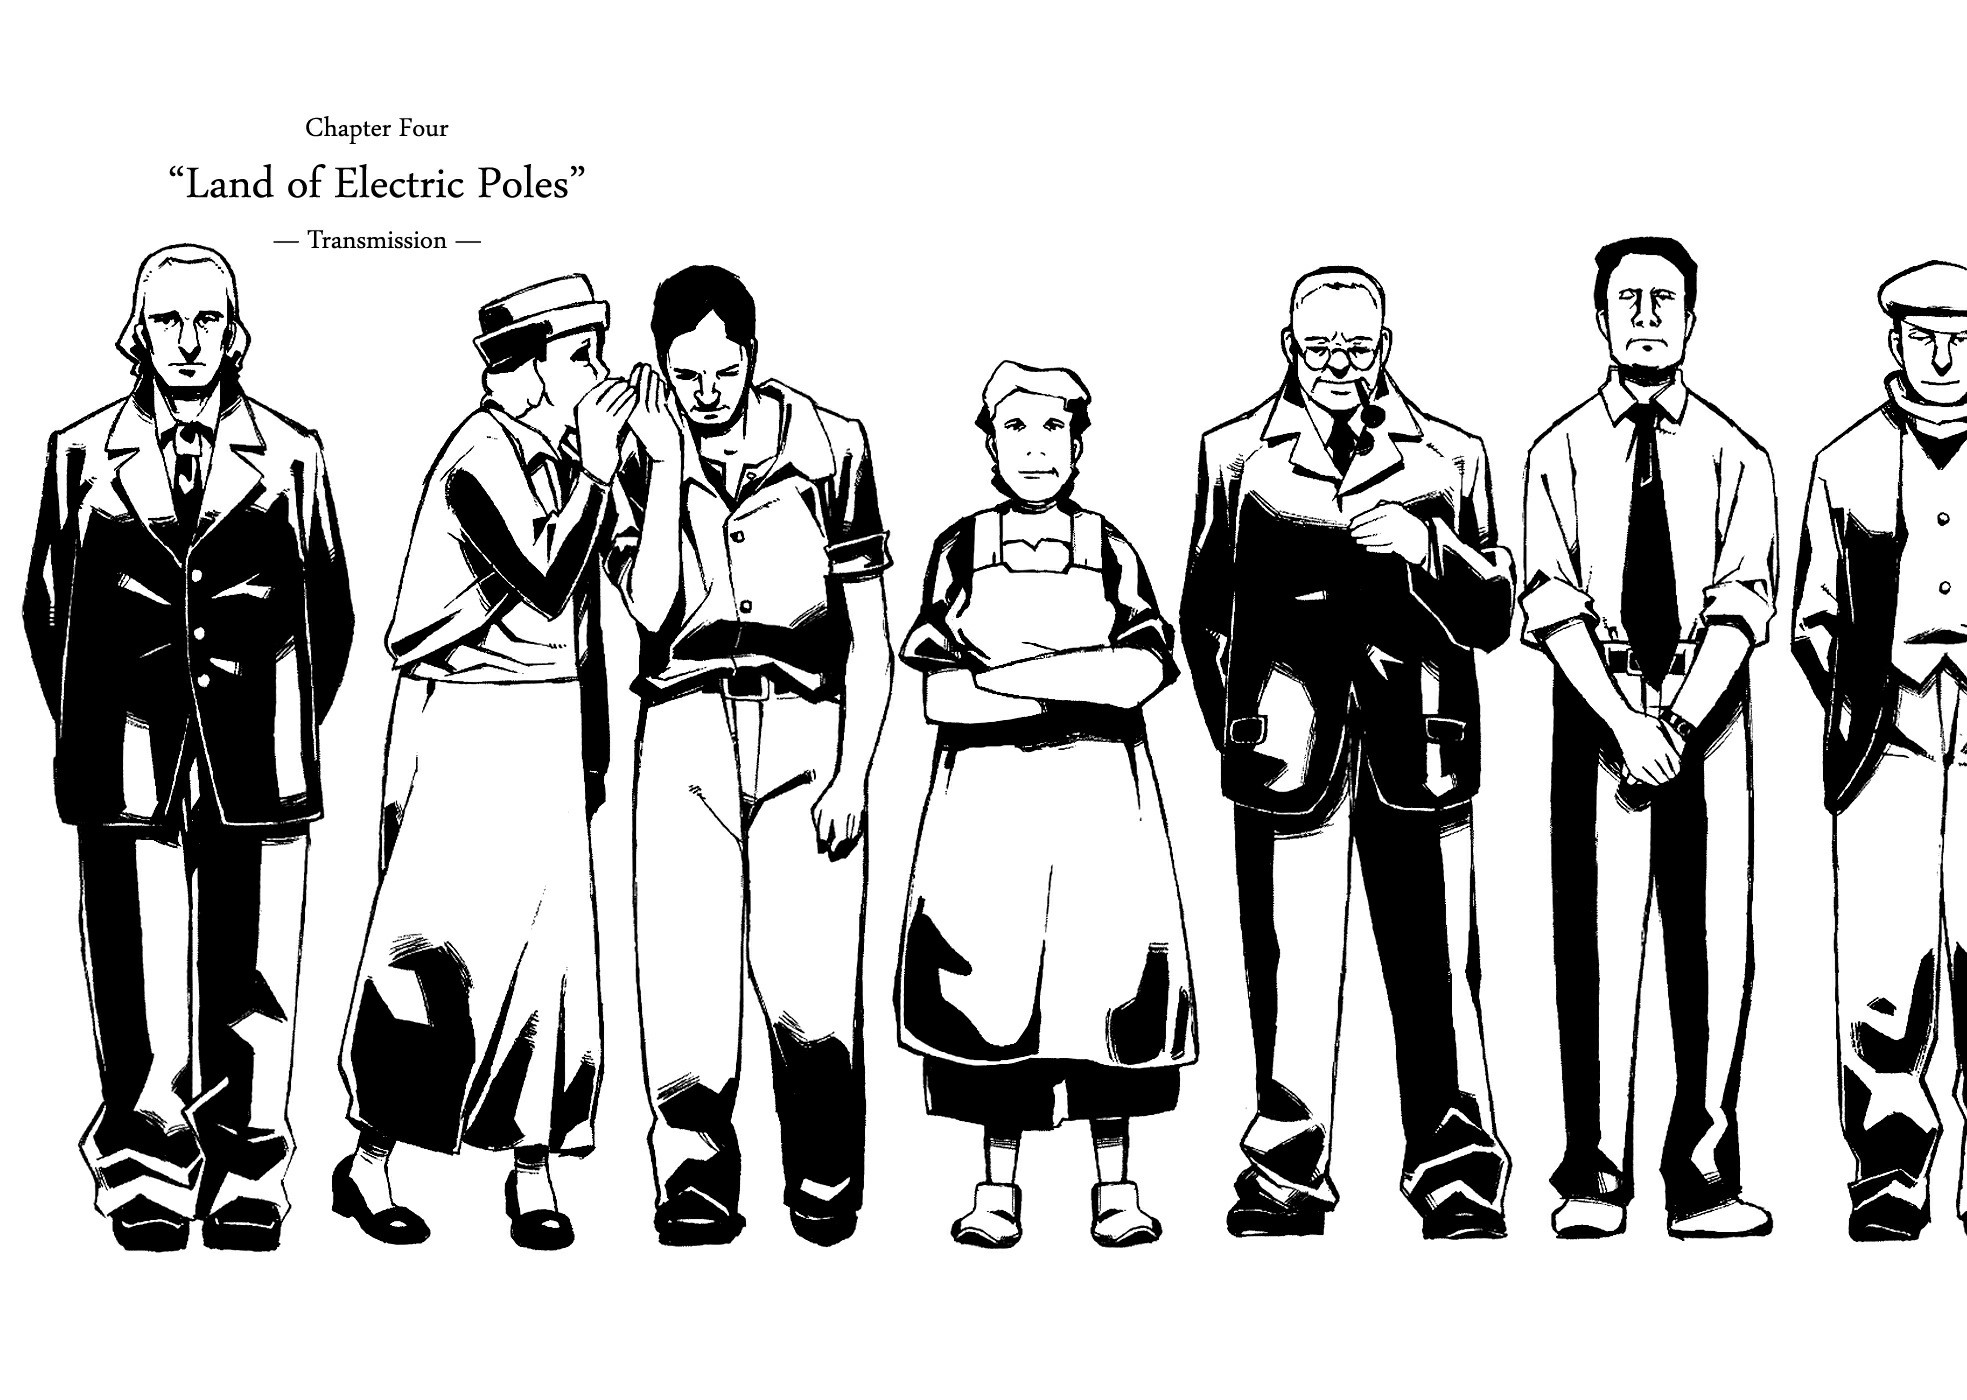 Chapter Four
“Land of Electric Poles”
— Transmission —